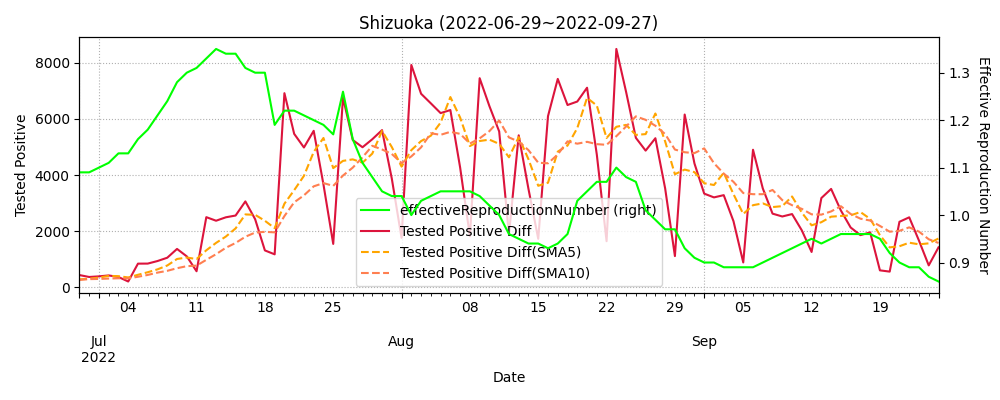 Shizuoka (2022-06-29~2022-09-27)
Tested Positive
8000
6000
4000
2000
0
1.3
1.2
1.1
1.0
0.9
Effective Reproduction Number
effectiveReproductionNumber (right)
Tested Positive Diff
Tested Positive Diff(SMA5)
Tested Positive Diff(SMA10)
04 11 18 25 08 15 22 29 05 12 19
Jul Aug Sep
2022
Date